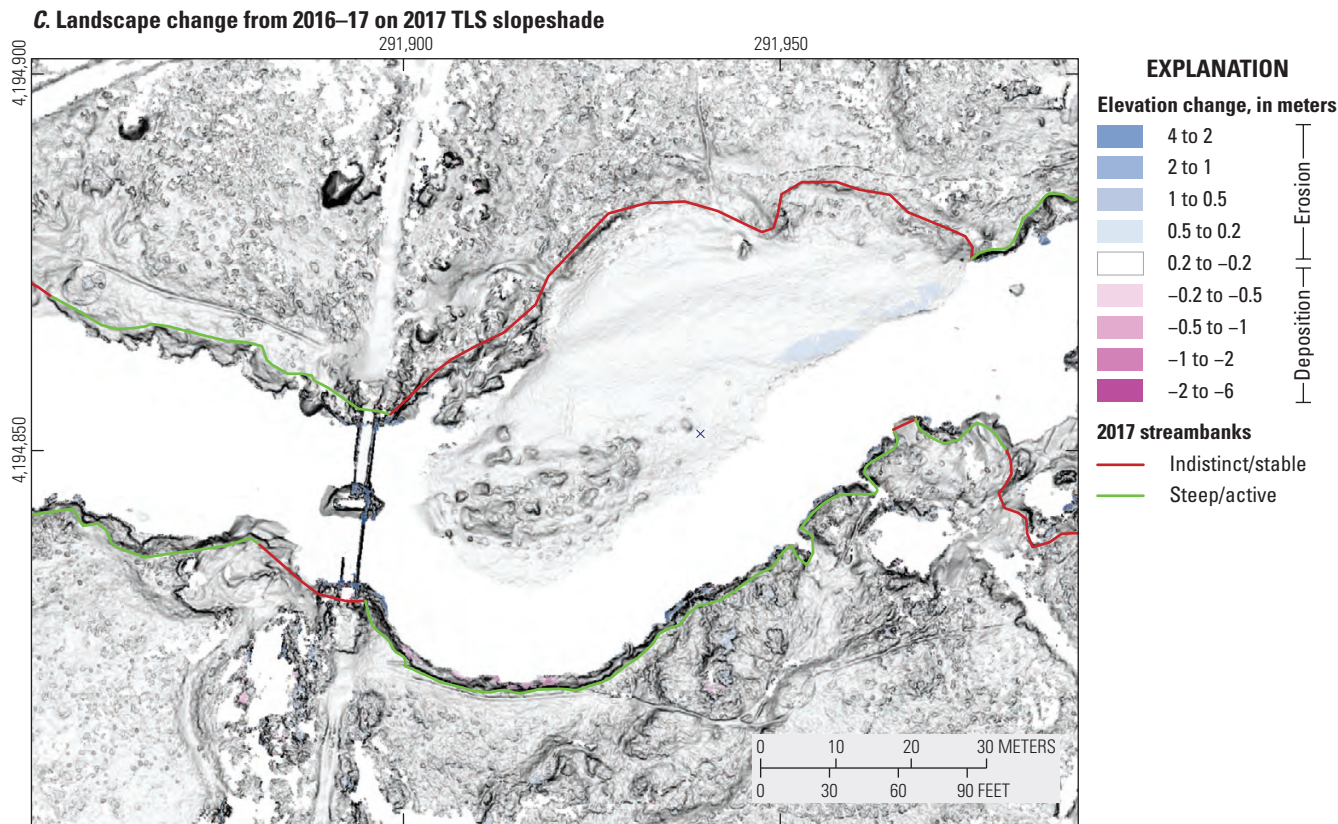 C. Landscape change from 2016–17 on 2017 TLS slopeshade
291,900
291,950
4,194,900
4,194,850
EXPLANATION
Elevation change, in meters
4 to 2
2 to 1
1 to 0.5
0.5 to 0.2
0.2 to −0.2
−0.2 to −0.5
−0.5 to −1
−1 to −2
−2 to −6
Erosion
Deposition
2017 streambanks
Indistinct/stable
Steep/active
0 10 20 30 METERS
0 30 60 90 FEET